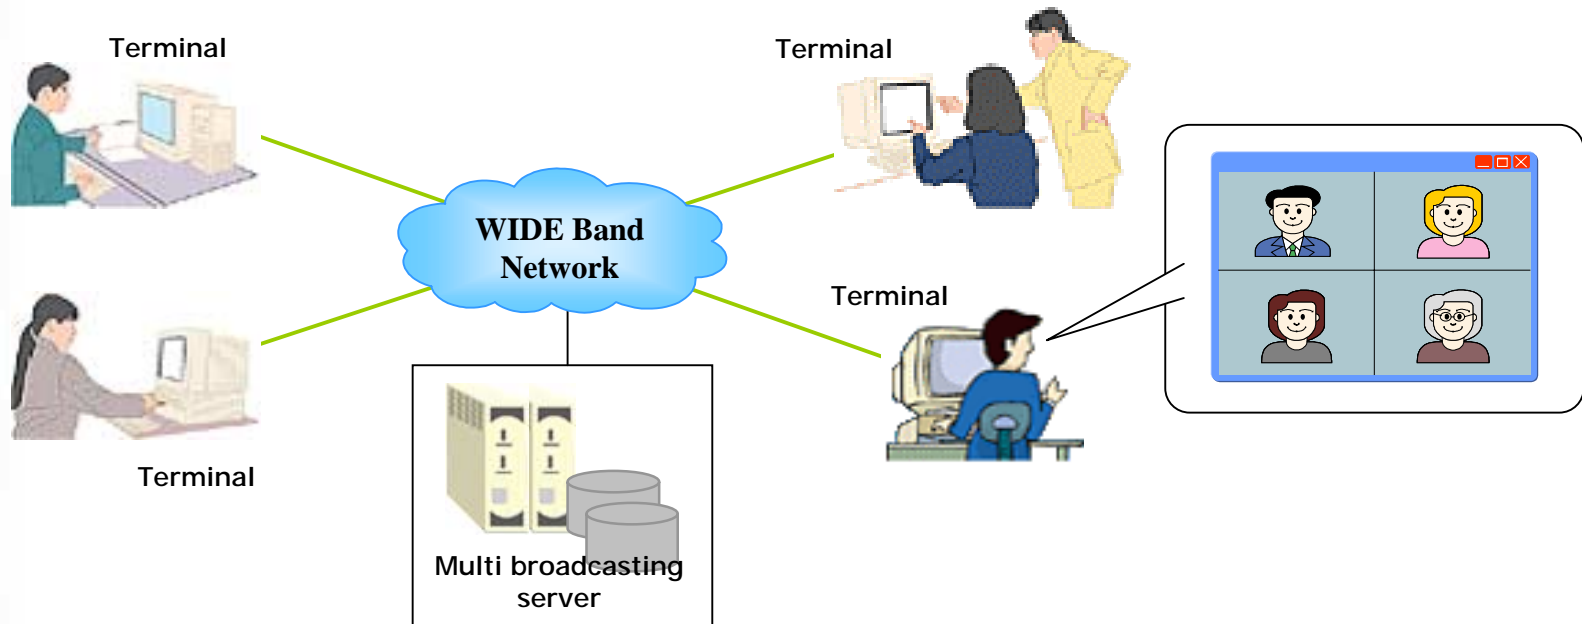 Terminal
Terminal
WIDE Band
Network
Terminal
Terminal
Multi broadcasting
server